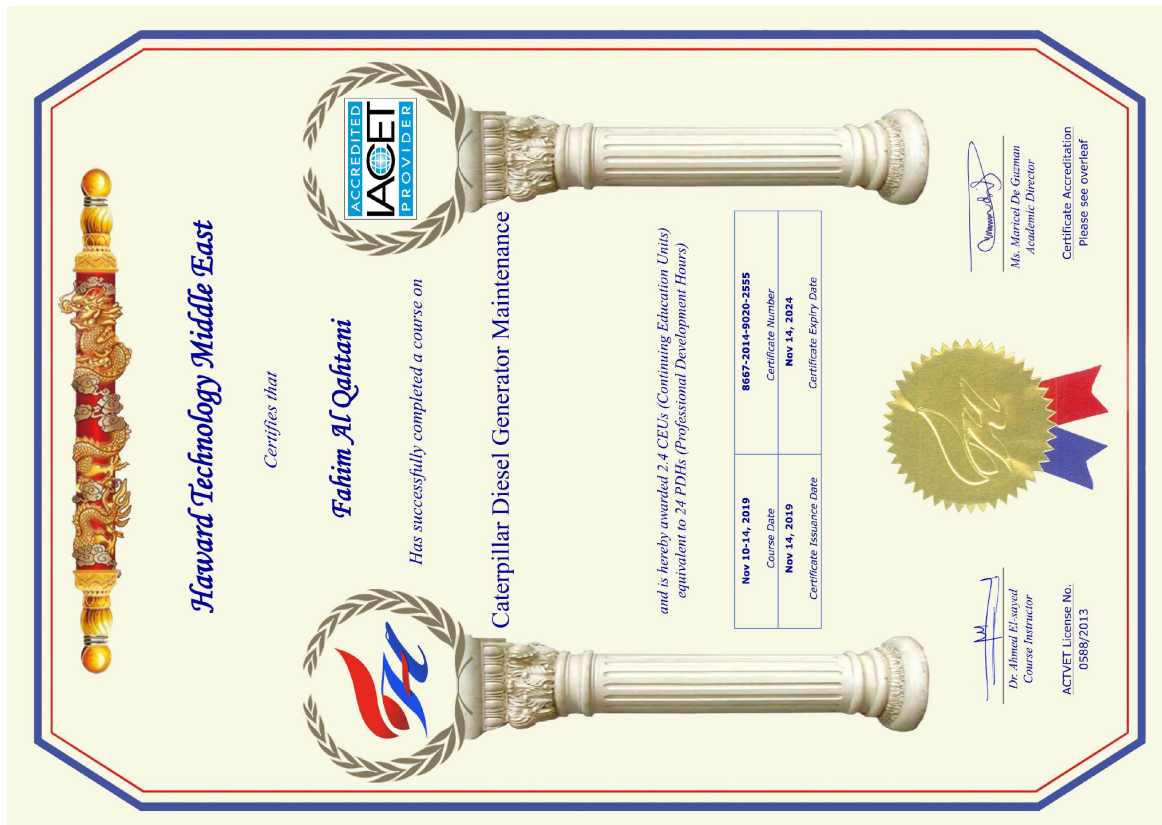 ACCREDITED
IACET
PROVIDER
Haward Technology Middle East
Certifies that
Fahim Al Qahtani
Has successfully completed a course on
Caterpillar Diesel Generator Maintenance
and is hereby awarded 2.4 CEUs (Continuing Education Units)
equivalent to 24 PDHs (Professional Development Hours)
Nov 10-14, 2019
Course Date
8667-2014-9020-2555
Certificate Number
Nov 14, 2019
Certificate Issuance Date
Nov 14, 2024
Certificate Expiry Date
Dr. Ahmed El-sayed
Course Instructor
Ms. Maricel De Guzman
Academic Director
ACTVET License No.
0588/2013
Certificate Accreditation
Please see overleaf